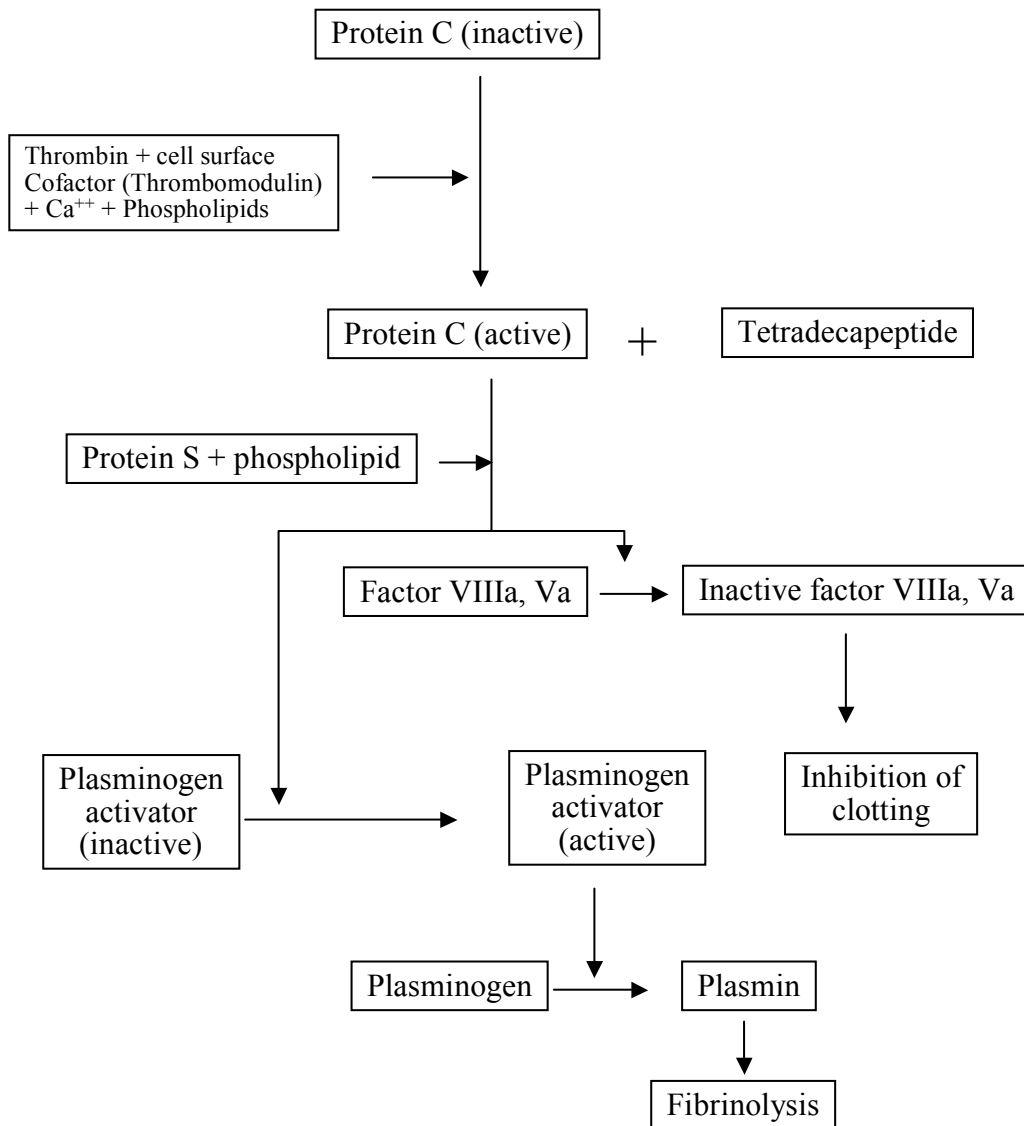 Protein C (inactive)
Thrombin + cell surface
Cofactor (Thrombomodulin)
+ Ca⁺⁺ + Phospholipids
Protein C (active)
+
Tetradecapeptide
Protein S + phospholipid
Factor VIIIa, Va
Inactive factor VIIIa, Va
Plasminogen
activator
(inactive)
Plasminogen
activator
(active)
Inhibition of
clotting
Plasminogen
Plasmin
Fibrinolysis